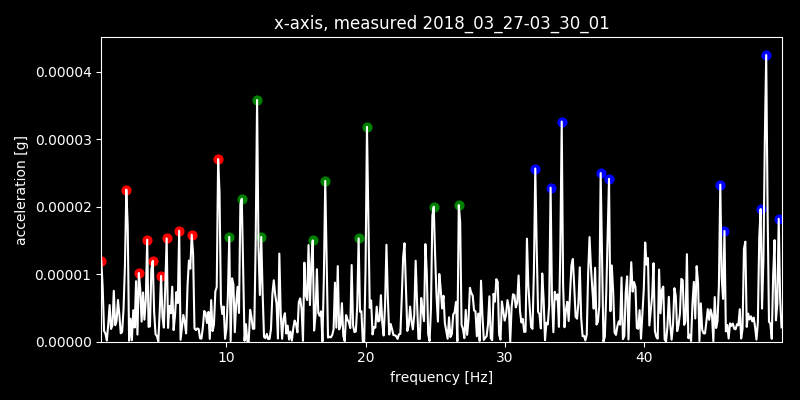 x-axis, measured 2018_03_27-03_30_01
0.00004
0.00003
0.00002
0.00001
0.00000
acceleration [g]
10 20 30 40
frequency [Hz]